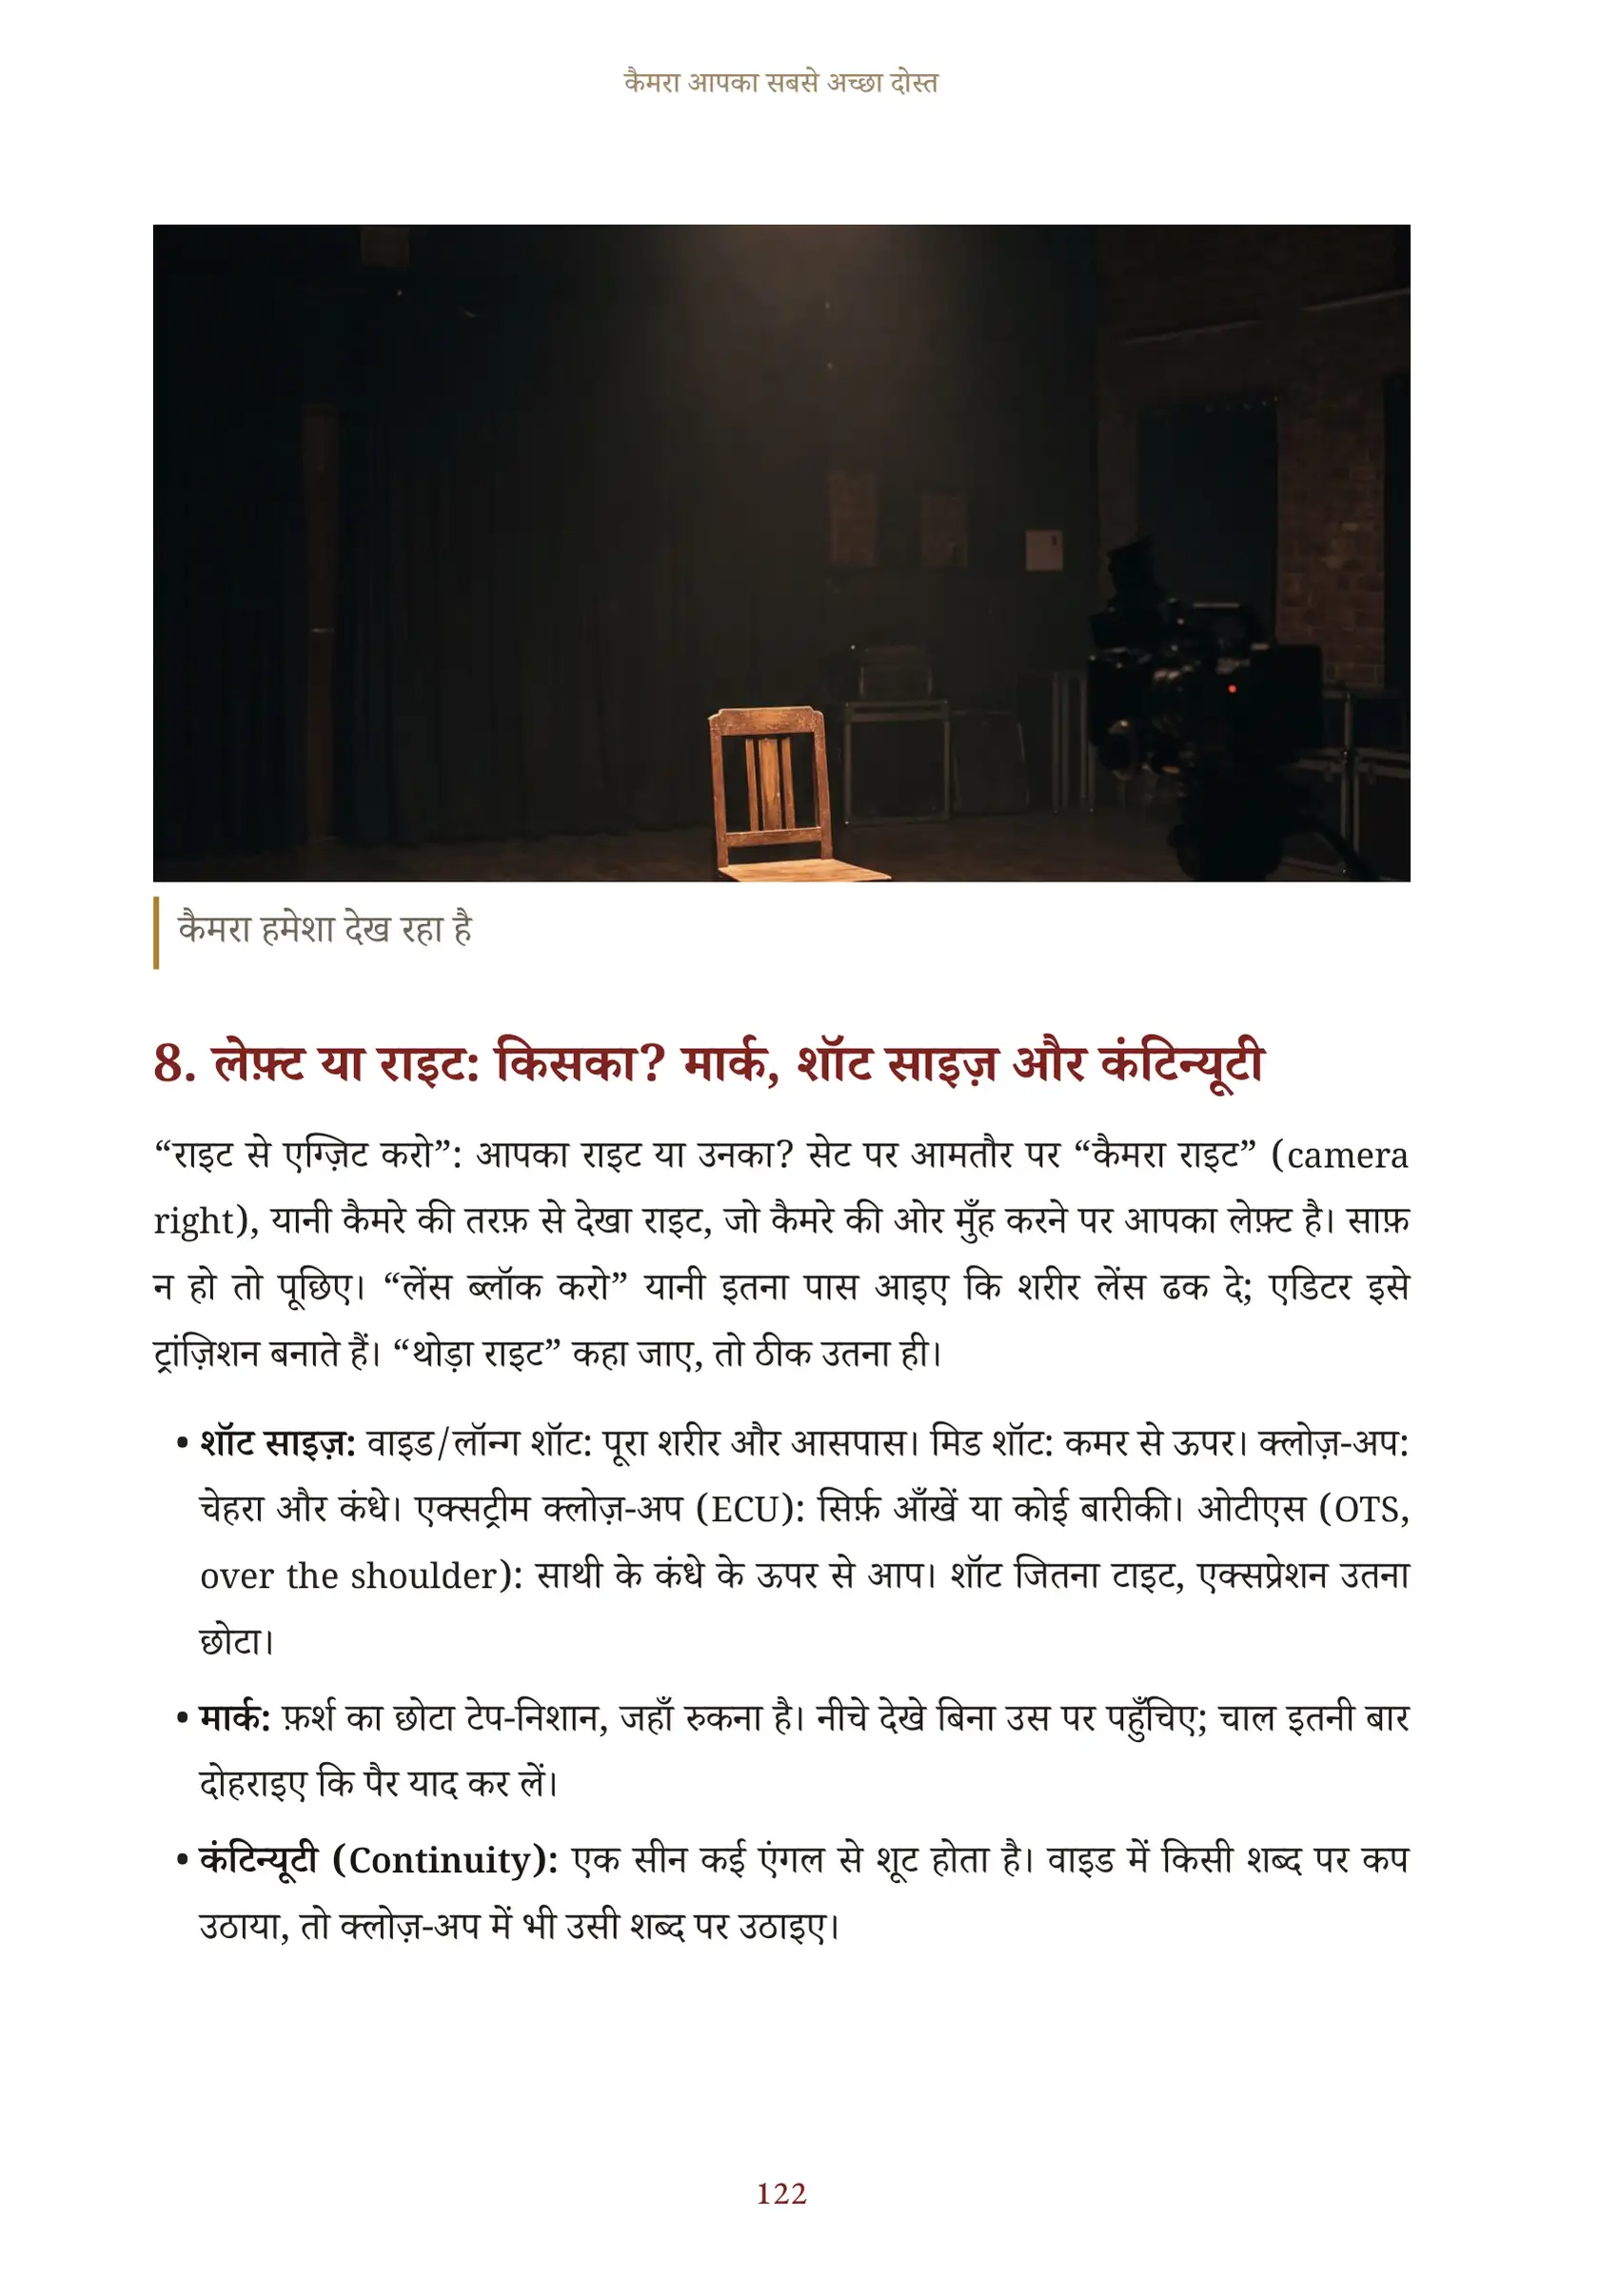 कैमरा आपका सबसे अच्छा दोस्त
कैमरा हमेशा देख रहा है
8. लेफ़्ट या राइट: किसका? मार्क, शॉट साइज़ और कंटिन्यूटी
“राइट से एग्ज़िट करो”: आपका राइट या उनका? सेट पर आमतौर पर “कैमरा राइट” (camera
right), यानी कैमरे की तरफ़ से देखा राइट, जो कैमरे की ओर मुँह करने पर आपका लेफ़्ट है। साफ़
न हो तो पूछिए। “लेंस ब्लॉक करो” यानी इतना पास आइए कि शरीर लेंस ढक दे; एडिटर इसे
ट्रांज़िशन बनाते हैं। “थोड़ा राइट” कहा जाए, तो ठीक उतना ही।
• शॉट साइज़: वाइड/लॉन्ग शॉट: पूरा शरीर और आसपास। मिड शॉट: कमर से ऊपर। क्लोज़-अप:
चेहरा और कंधे। एक्सट्रीम क्लोज़-अप (ECU): सिर्फ़ आँखें या कोई बारीकी। ओटीएस (OTS,
over the shoulder): साथी के कंधे के ऊपर से आप। शॉट जितना टाइट, एक्सप्रेशन उतना
छोटा।
• मार्क: फ़र्श का छोटा टेप-निशान, जहाँ रुकना है। नीचे देखे बिना उस पर पहुँचिए; चाल इतनी बार
दोहराइए कि पैर याद कर लें।
• कंटिन्यूटी (Continuity): एक सीन कई एंगल से शूट होता है। वाइड में किसी शब्द पर कप
उठाया, तो क्लोज़-अप में भी उसी शब्द पर उठाइए।
122